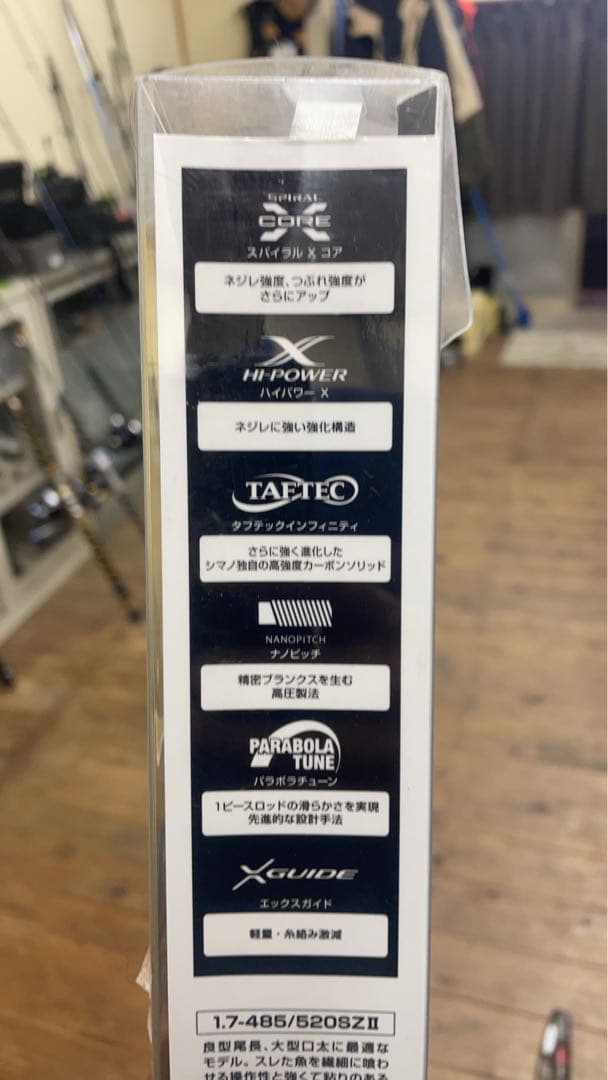 SPIRAL
X
CORE
スパイラル X コア
ネジレ強度、つぶれ強度が
さらにアップ
X
HI-POWER
ハイパワー X
ネジレに強い強化構造
TAFTEC
タフテックインフィニティ
さらに強く進化した
シマノ独自の高強度カーボンソリッド
NANOPITCH
ナノピッチ
精密ブランクスを生む
高圧製法
PARABOLA
TUNE
パラボラチューン
1ピースロッドの滑らかさを実現
先進的な設計手法
XGUIDE
エックスガイド
軽量・糸絡み激減
1.7-485/520SZⅡ
良型尾長、大型口太に最適な
モデル。スレた魚を繊細に喰わ
せる操作性と強くて粘りのある